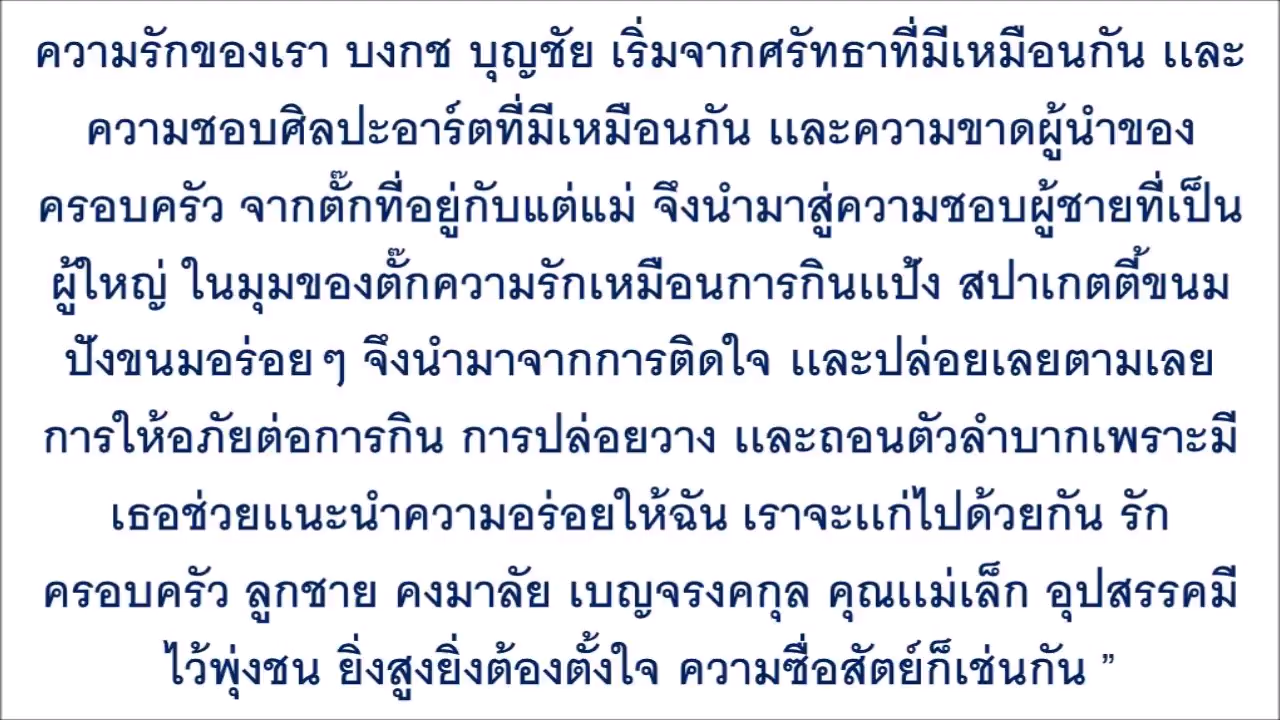 ความรักของเรา บงกช บุญชัย เริ่มจากศรัทธาที่มีเหมือนกัน และ
ความชอบศิลปะอาร์ตที่มีเหมือนกัน และความขาดผู้นำของ
ครอบครัว จากตั๊กที่อยู่กับแต่แม่ จึงนำมาสู่ความชอบผู้ชายที่เป็น
ผู้ใหญ่ ในมุมของตั๊กความรักเหมือนการกินแป้ง สปาเกตตี้ขนม
ปังขนมอร่อยๆ จึงนำมาจากการติดใจ และปล่อยเลยตามเลย
การให้อภัยต่อการกิน การปล่อยวาง และถอนตัวลำบากเพราะมี
เธอช่วยแนะนำความอร่อยให้ฉัน เราจะแก่ไปด้วยกัน รัก
ครอบครัว ลูกชาย คงมาลัย เบญจรงคกุล คุณแม่เล็ก อุปสรรคมี
ไว้พุ่งชน ยิ่งสูงยิ่งต้องตั้งใจ ความซื่อสัตย์ก็เช่นกัน ”